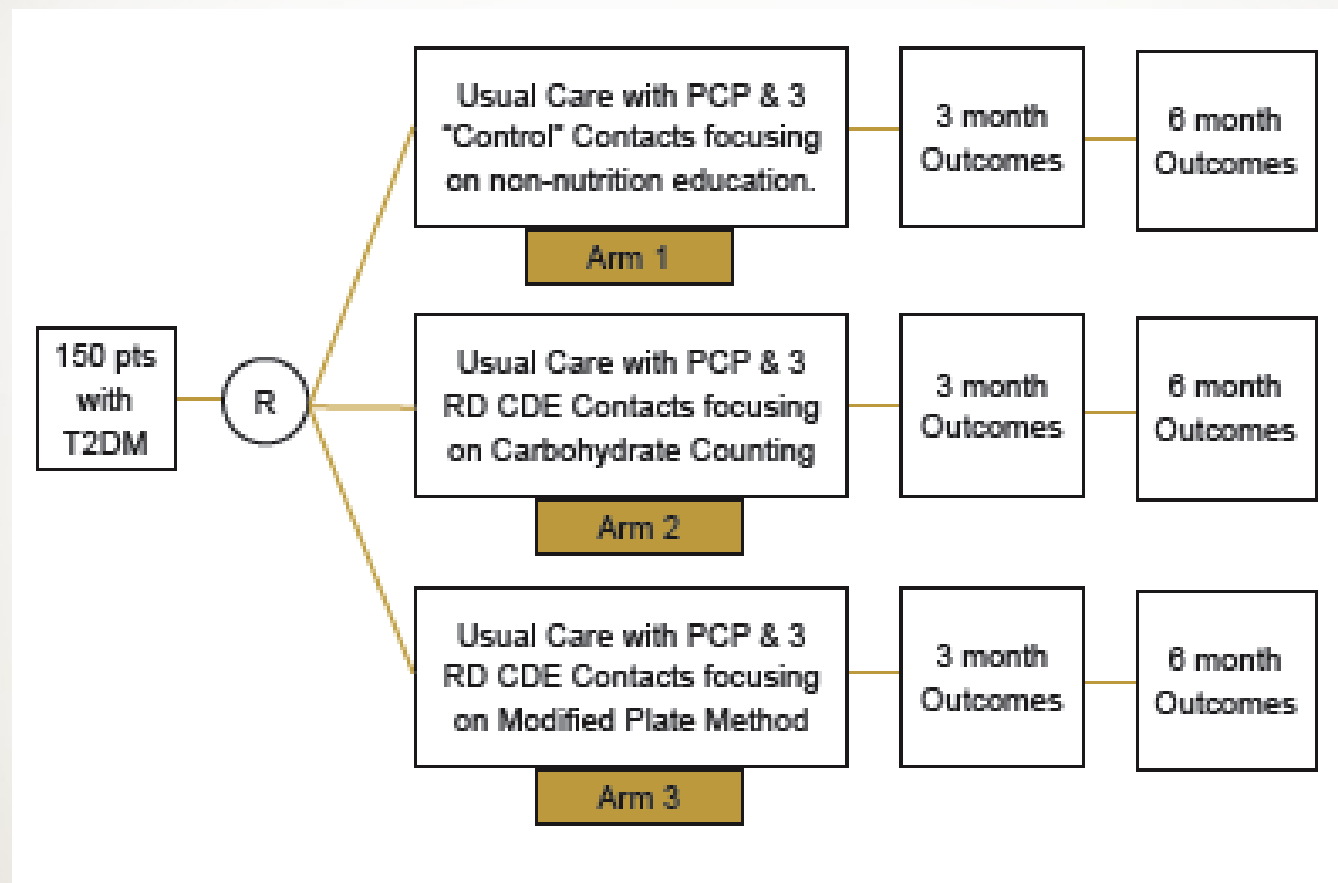 150 pts
with
T2DM
R
Usual Care with PCP & 3
"Control" Contacts focusing
on non-nutrition education.
Arm 1
3 month
Outcomes
6 month
Outcomes
Usual Care with PCP & 3
RD CDE Contacts focusing
on Carbohydrate Counting
Arm 2
3 month
Outcomes
6 month
Outcomes
Usual Care with PCP & 3
RD CDE Contacts focusing
on Modified Plate Method
Arm 3
3 month
Outcomes
6 month
Outcomes